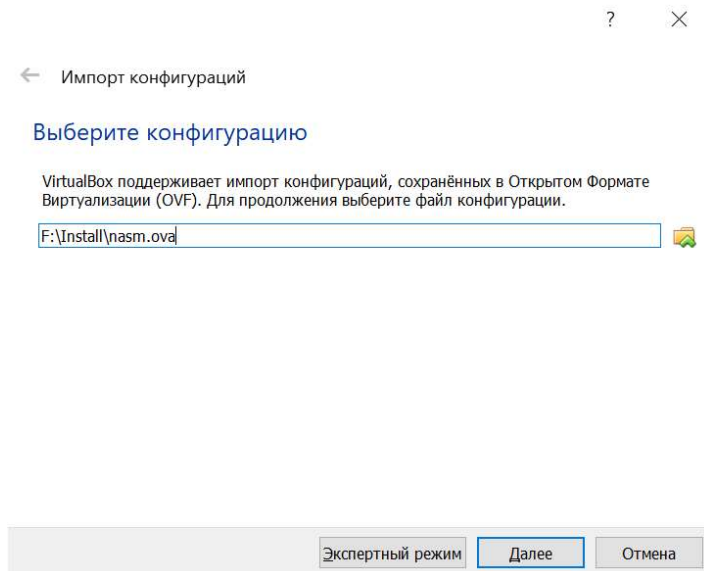 ?
Импорт конфигураций
Выберите конфигурацию
VirtualBox поддерживает импорт конфигураций, сохранённых в Открытом Формате
Виртуализации (OVF). Для продолжения выберите файл конфигурации.
F:\Install\nasm.ova
Экспертный режим
Далее
Отмена